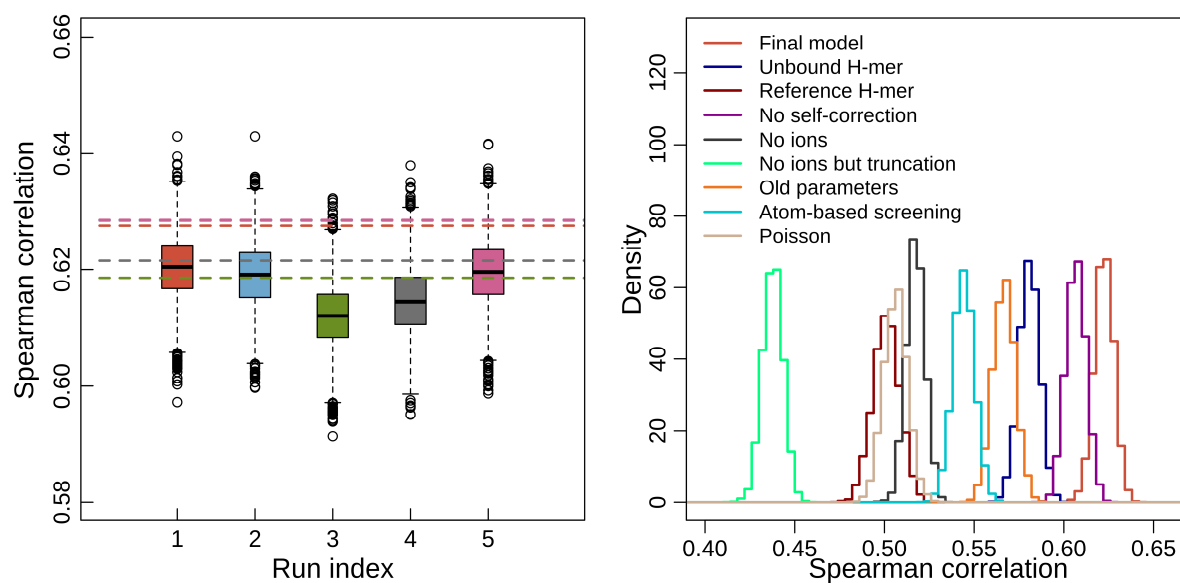 Spearman correlation
0.66
0.64
0.62
0.60
0.58
1 2 3 4 5
Run index
Density
120
100
80
60
40
20
0
Final model
Unbound H-mer
Reference H-mer
No self-correction
No ions
No ions but truncation
Old parameters
Atom-based screening
Poisson
0.40 0.45 0.50 0.55 0.60 0.65
Spearman correlation